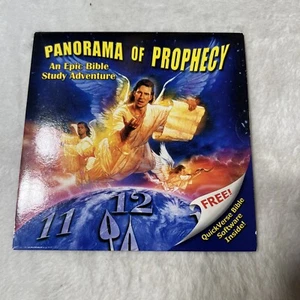 PANORAMA OF PROPHECY
An Epic Bible
Study Adventure
11 12
FREE!
QuickVerse Bible
Software
Inside!